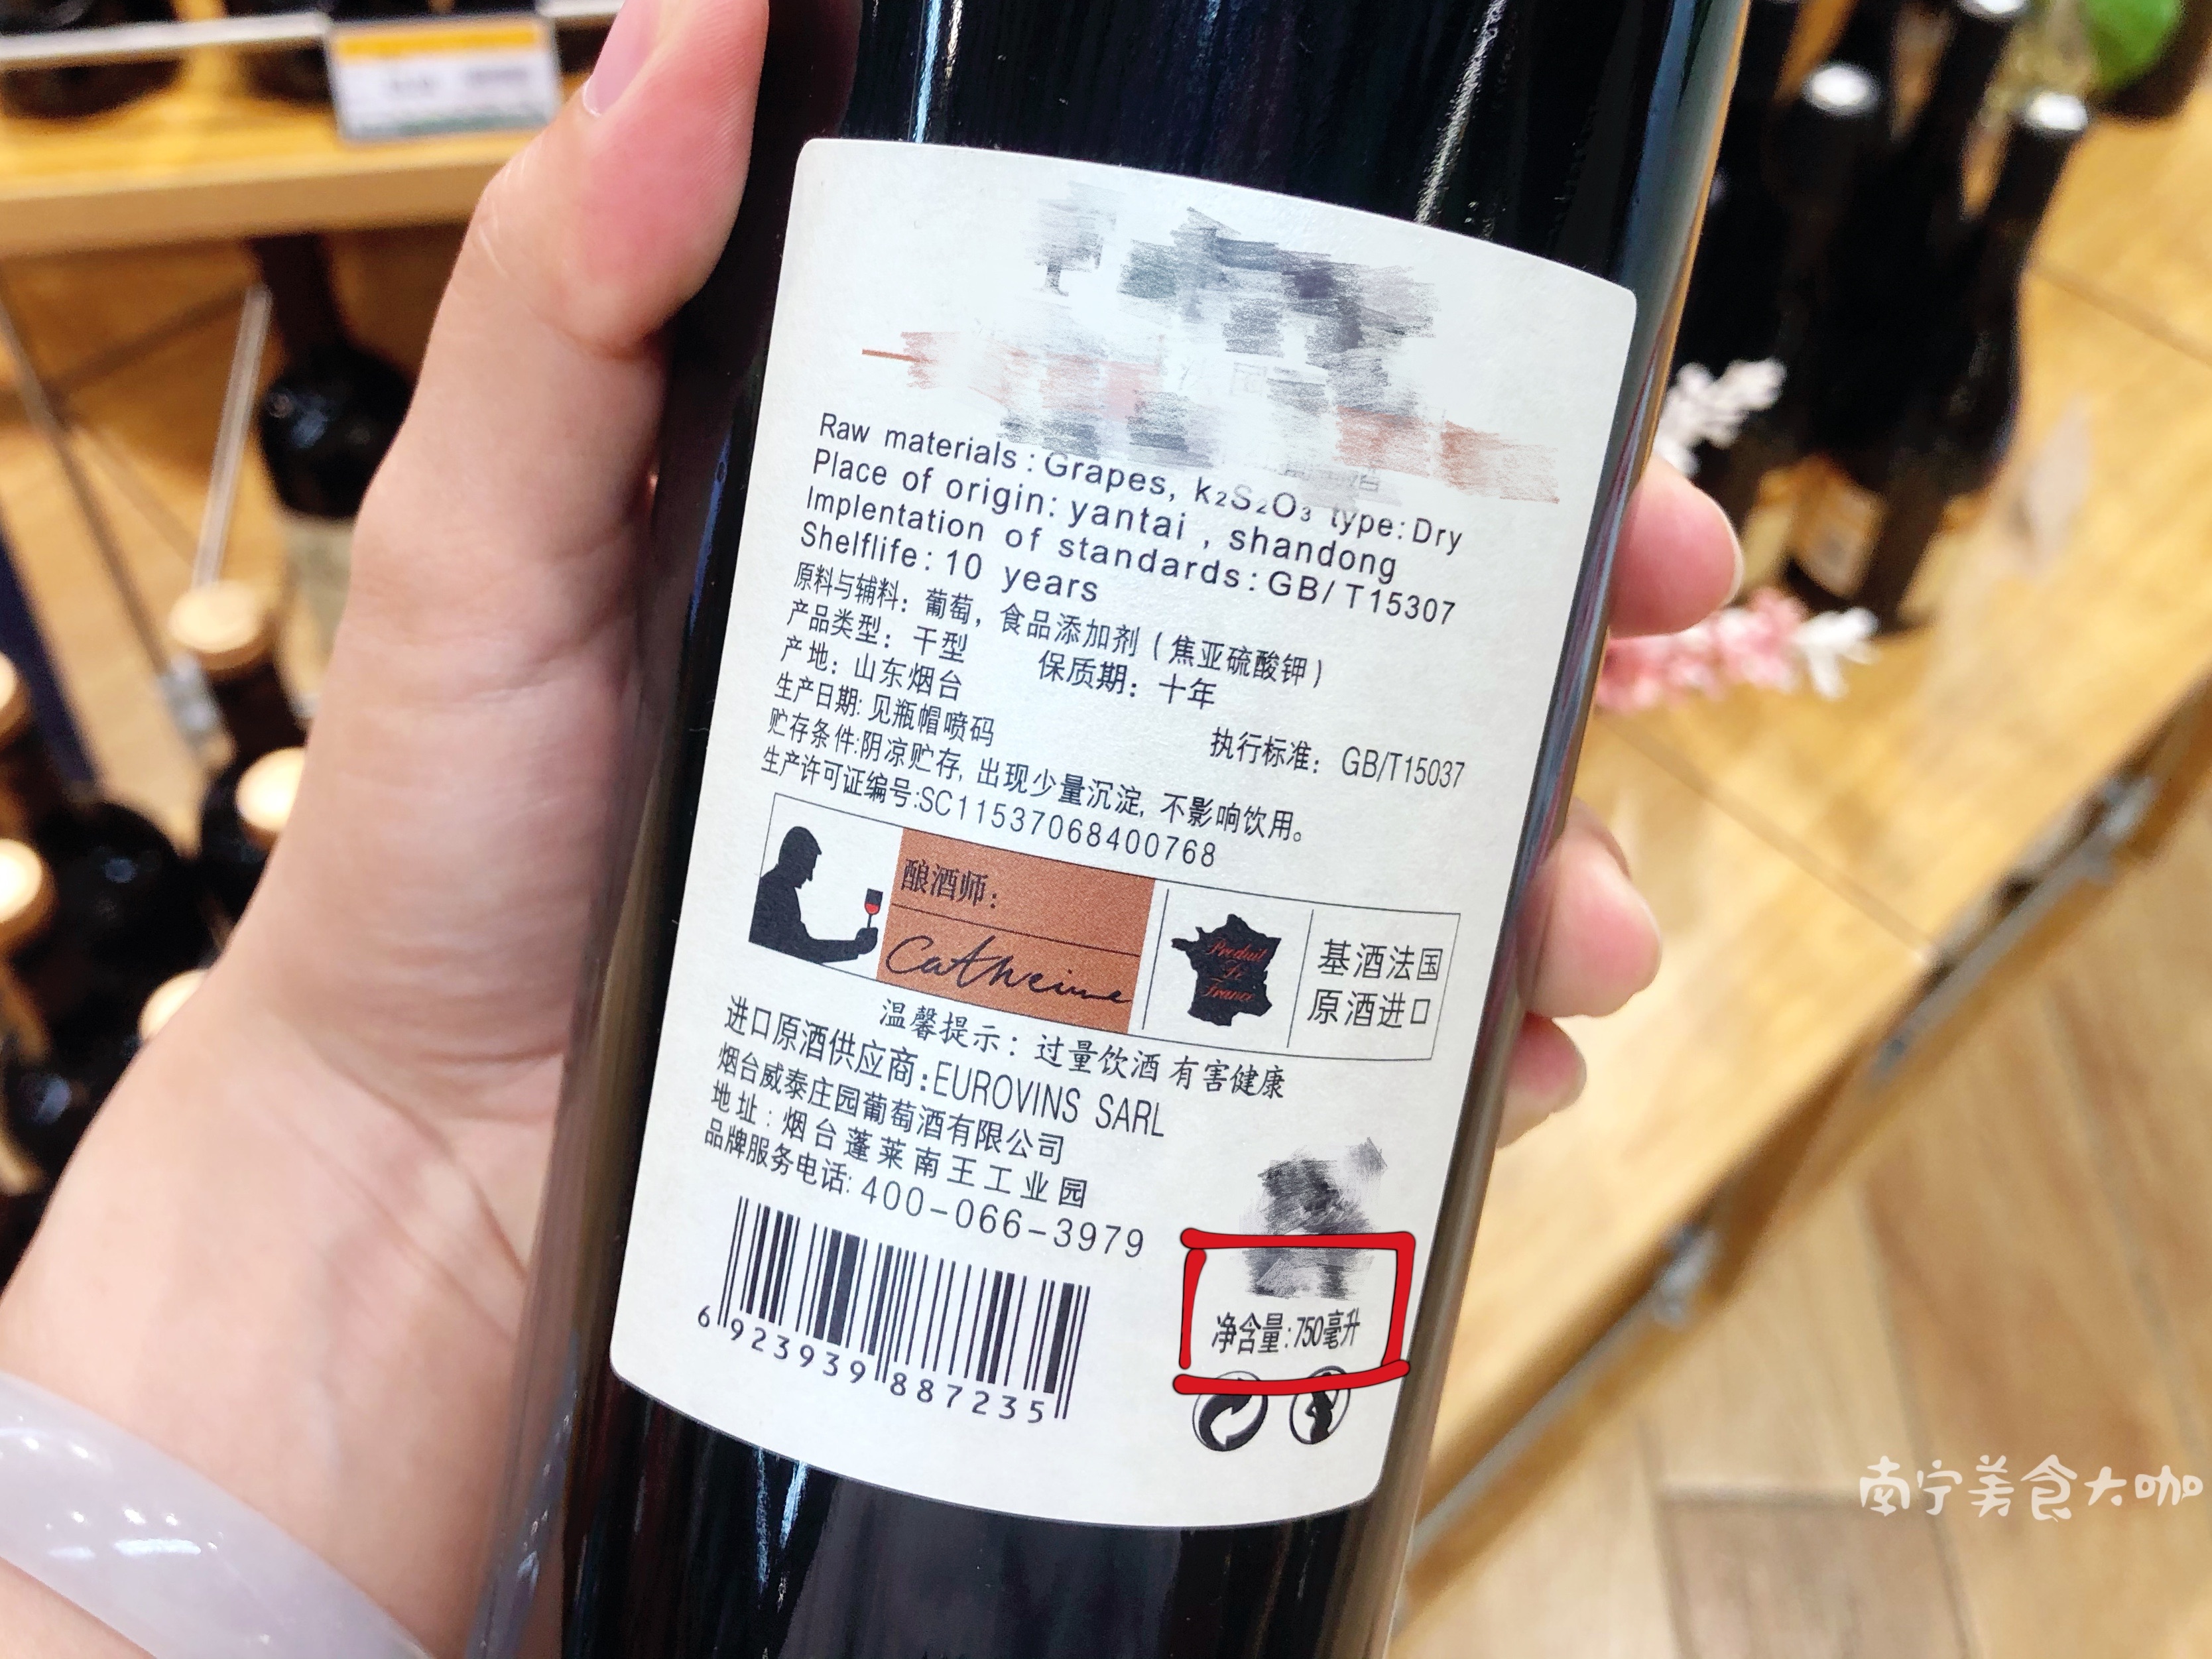 Raw materials : Grapes, k₂S₂O₃ type: Dry
Place of origin: yantai , shandong
Implentation of standards: GB/ T15307
Shelflife: 10 years
原料与辅料：葡萄，食品添加剂（焦亚硫酸钾）
产品类型：干型 保质期：十年
产地：山东烟台
生产日期: 见瓶帽喷码 执行标准：GB/T15037
贮存条件:阴凉贮存, 出现少量沉淀, 不影响饮用。
生产许可证编号:SC11537068400768
酿酒师：
Catheine
Produit
De
France
基酒法国
原酒进口
温馨提示：过量饮酒 有害健康
进口原酒供应商:EUROVINS SARL
烟台威泰庄园葡萄酒有限公司
地址：烟台蓬莱南王工业园
品牌服务电话: 400-066-3979
6 923939 887235
净含量:750毫升
南宁美食大咖